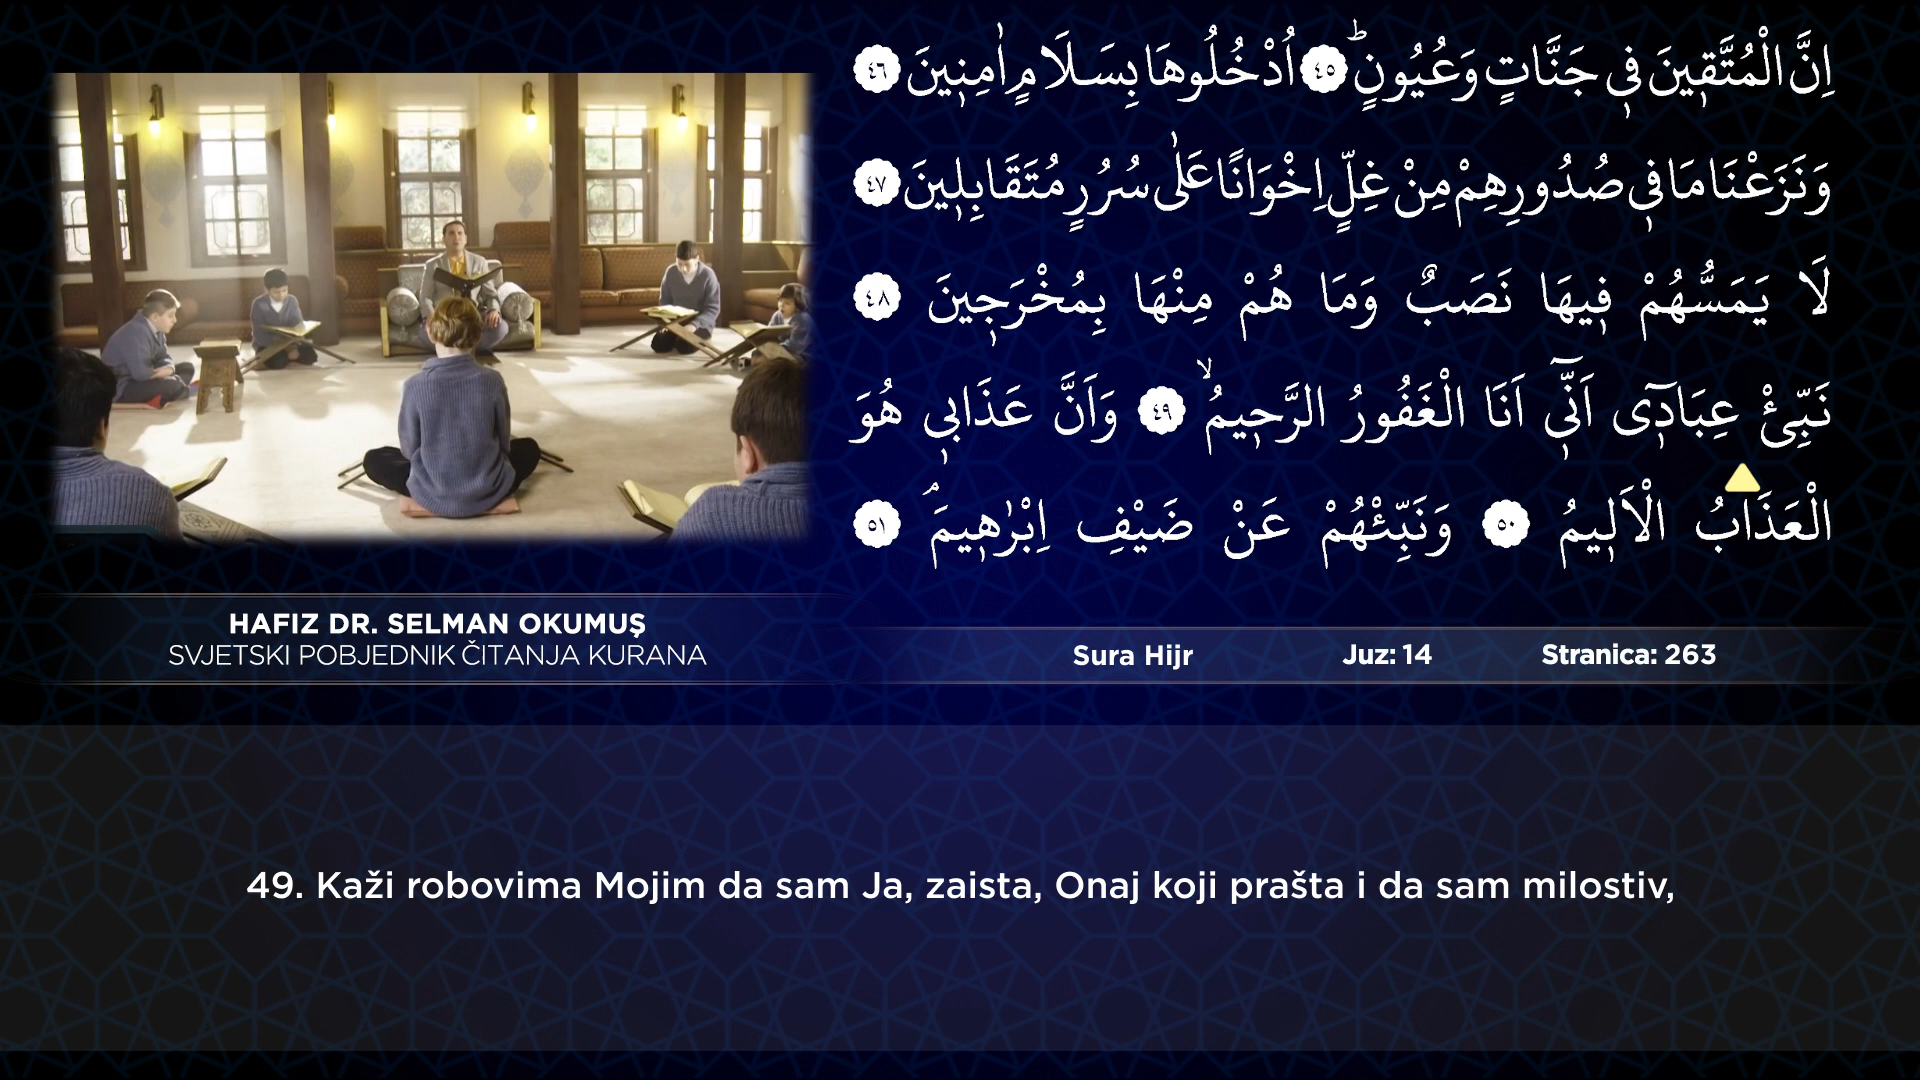 اِنَّ الْمُتَّقٖينَ فٖي جَنَّاتٍ وَعُيُونٍؕ ٤٥ اُدْخُلُوهَا بِسَلَامٍ اٰمِنٖينَ ٤٦
وَنَزَعْنَا مَا فٖي صُدُورِهِمْ مِنْ غِلٍّ اِخْوَانًا عَلٰى سُرُرٍ مُتَقَابِلٖينَ ٤٧
لَا يَمَسُّهُمْ فٖيهَا نَصَبٌ وَمَا هُمْ مِنْهَا بِمُخْرَجٖينَ ٤٨
نَبِّئْ عِبَادٖٓى اَنّٖٓي اَنَا الْغَفُورُ الرَّحٖيمُۙ ٤٩ وَاَنَّ عَذَابٖي هُوَ
الْعَذَابُ الْاَلٖيمُ ٥٠ وَنَبِّئْهُمْ عَنْ ضَيْفِ اِبْرٰهٖيمَۘ ٥١
HAFIZ DR. SELMAN OKUMUŞ
SVJETSKI POBJEDNIK ČITANJA KURANA
Sura Hijr Juz: 14 Stranica: 263
49. Kaži robovima Mojim da sam Ja, zaista, Onaj koji prašta i da sam milostiv,